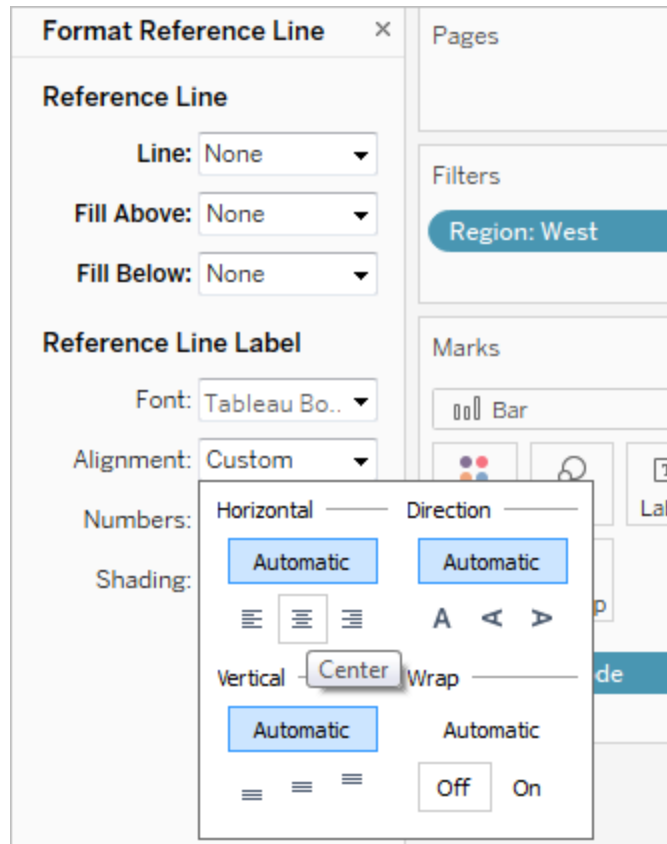 Format Reference Line ×
Reference Line
Line: None
Fill Above: None
Fill Below: None
Reference Line Label
Font: Tableau Bo..
Alignment: Custom
Numbers:
Shading:
Horizontal
Automatic
Direction
Automatic
A A A
Center
Vertical
Automatic
Wrap
Automatic
Off On
Pages
Filters
Region: West
Marks
Bar